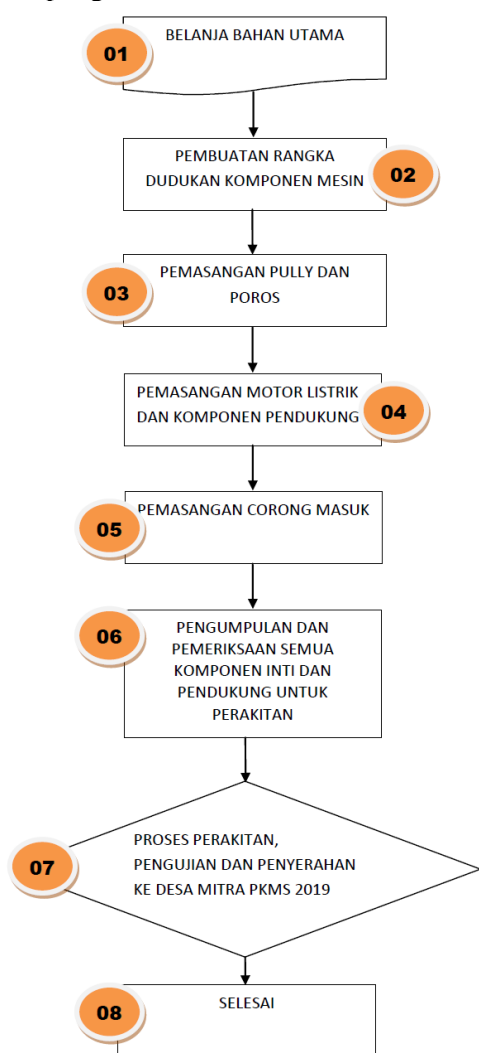 01
BELANJA BAHAN UTAMA
PEMBUATAN RANGKA
DUDUKAN KOMPONEN MESIN
02
03
PEMASANGAN PULLY DAN
POROS
PEMASANGAN MOTOR LISTRIK
DAN KOMPONEN PENDUKUNG
04
05
PEMASANGAN CORONG MASUK
06
PENGUMPULAN DAN
PEMERIKSAAN SEMUA
KOMPONEN INTI DAN
PENDUKUNG UNTUK
PERAKITAN
07
PROSES PERAKITAN,
PENGUJIAN DAN PENYERAHAN
KE DESA MITRA PKMS 2019
08
SELESAI